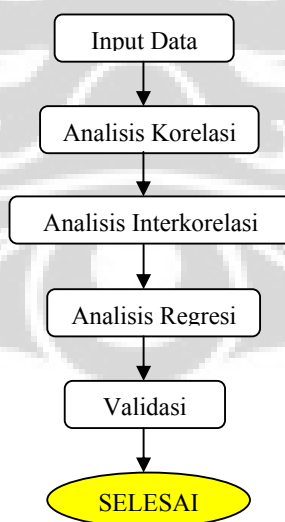 Input Data
Analisis Korelasi
Analisis Interkorelasi
Analisis Regresi
Validasi
SELESAI